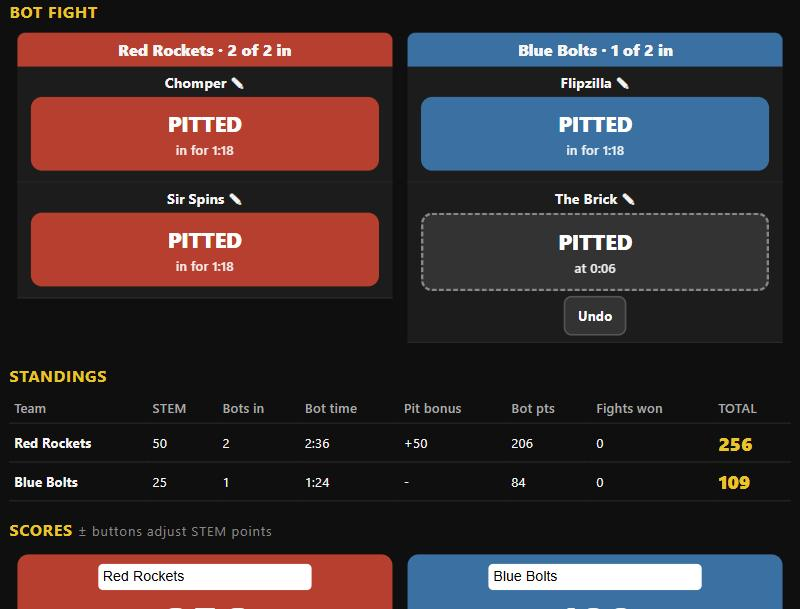 BOT FIGHT
Red Rockets · 2 of 2 in
Chomper
PITTED
in for 1:18
Sir Spins
PITTED
in for 1:18
Blue Bolts · 1 of 2 in
Flipzilla
PITTED
in for 1:18
The Brick
PITTED
at 0:06
Undo
STANDINGS
Team STEM Bots in Bot time Pit bonus Bot pts Fights won TOTAL
Red Rockets 50 2 2:36 +50 206 0 256
Blue Bolts 25 1 1:24 - 84 0 109
SCORES ± buttons adjust STEM points
Red Rockets
Blue Bolts